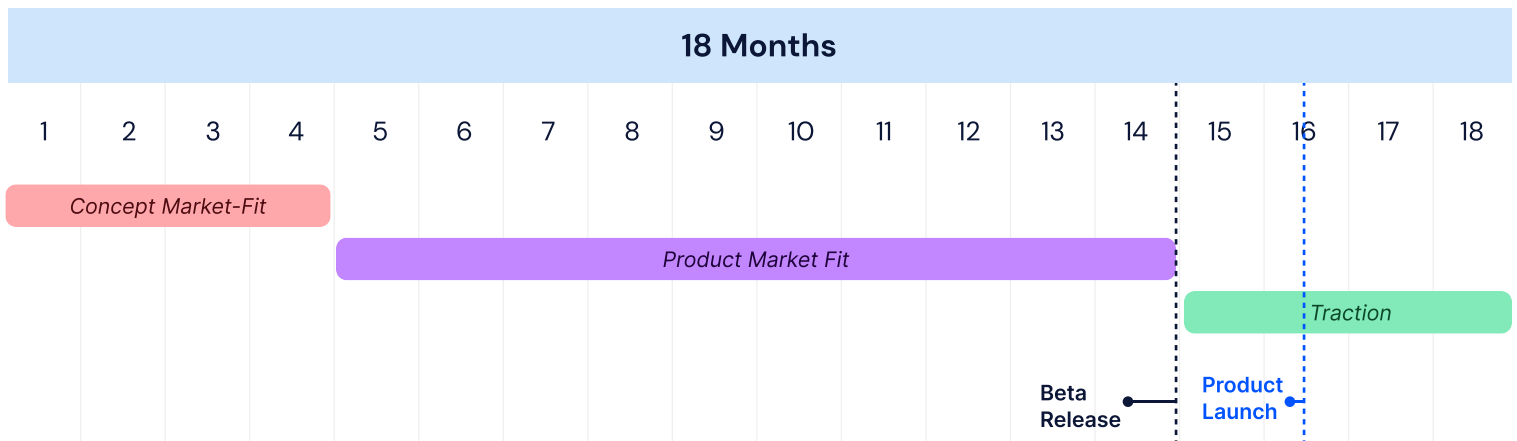 18 Months
1 2 3 4 5 6 7 8 9 10 11 12 13 14 15 16 17 18
Concept Market-Fit
Product Market Fit
Traction
Beta
Release
Product
Launch